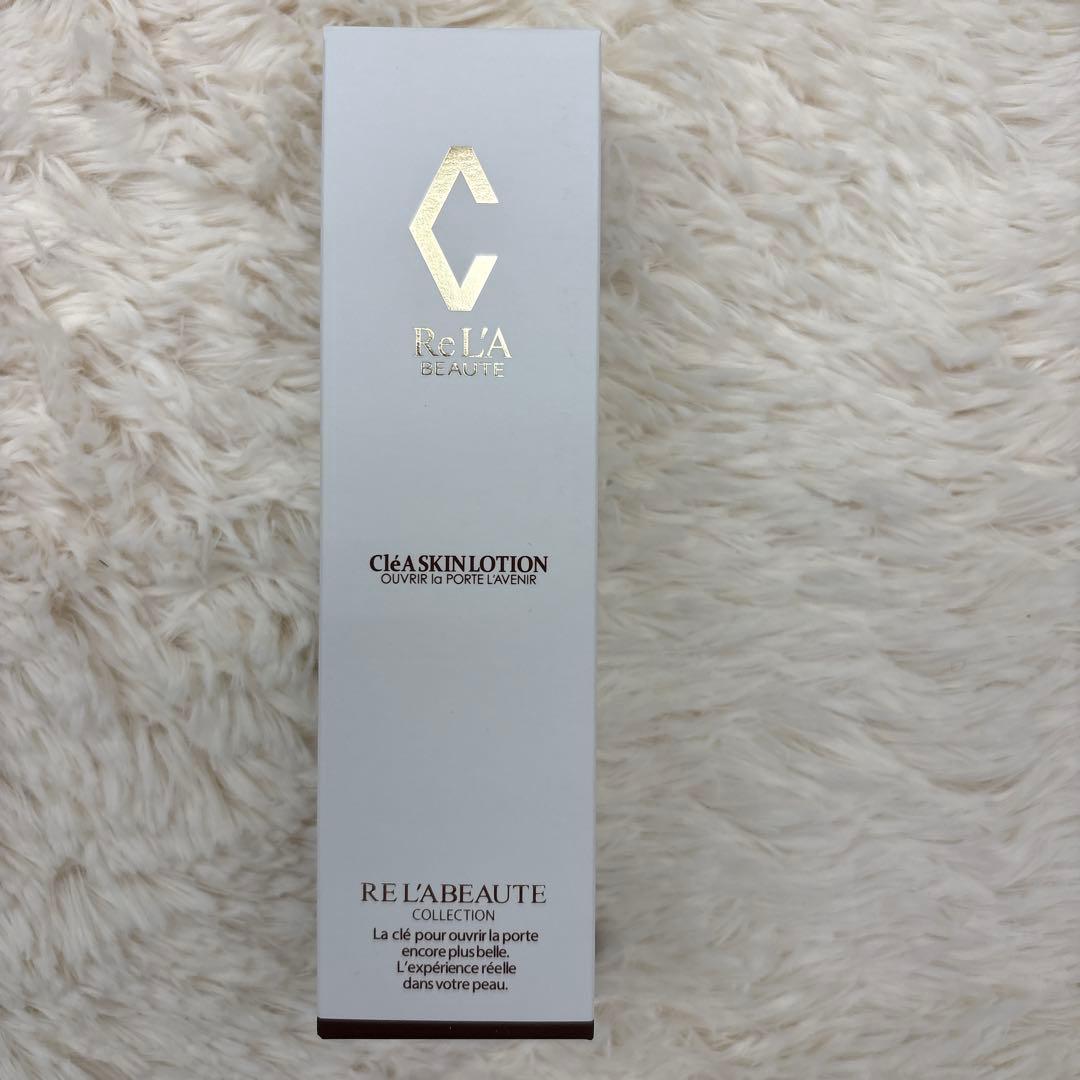 C
Re L'A
BEAUTE
CléA SKIN LOTION
OUVRIR la PORTE L'AVENIR
RE L'ABEAUTE
COLLECTION
La clé pour ouvrir la porte
encore plus belle.
L'expérience réelle
dans votre peau.